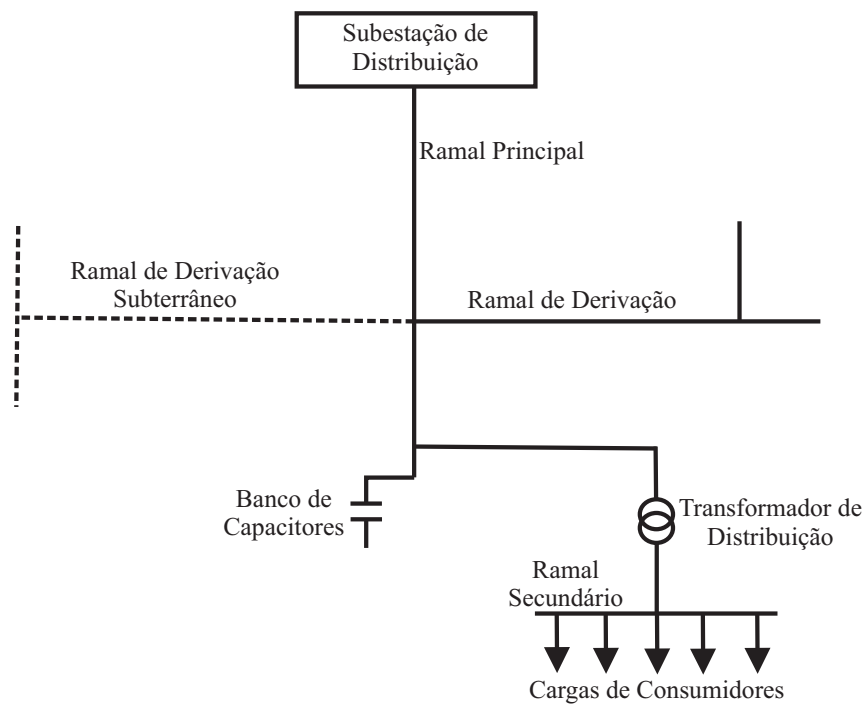 Subestação de
Distribuição
Ramal Principal
Ramal de Derivação
Subterrâneo
Ramal de Derivação
Banco de
Capacitores
Transformador de
Distribuição
Ramal
Secundário
Cargas de Consumidores